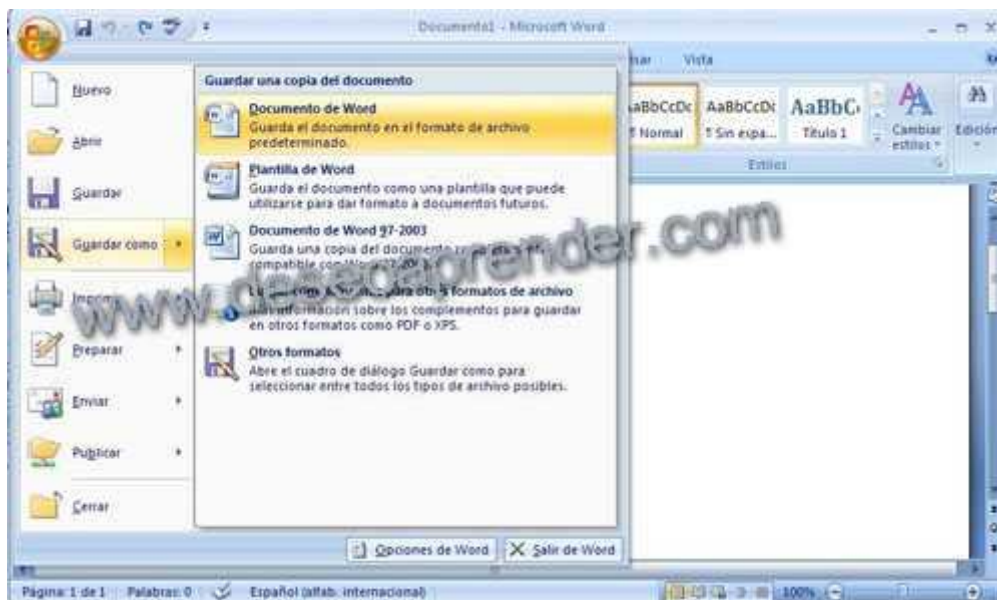 Documento1 - Microsoft Word
Vista
Nuevo
Abrir
Guardar
Guardar como
Preparar
Enviar
Publicar
Cerrar
Guardar una copia del documento
Documento de Word
Guarda el documento en el formato de archivo
predeterminado.
Plantilla de Word
Guarda el documento como una plantilla que puede
utilizarse para dar formato a documentos futuros.
Documento de Word 97-2003
Guarda una copia del documento
compatible con
formatos de archivo
información sobre los complementos para guardar
en otros formatos como PDF o XPS.
Otros formatos
Abre el cuadro de diálogo Guardar como para
seleccionar entre todos los tipos de archivo posibles.
Opciones de Word
Salir de Word
AaBbCcDc
AaBbC
¶ Normal
¶ Sin espa...
Título 1
Cambiar
estilos
Edición
Estilos
www.deseoaprender.com
Página: 1 de 1
Palabras: 0
Español (alfab. internacional)
100%